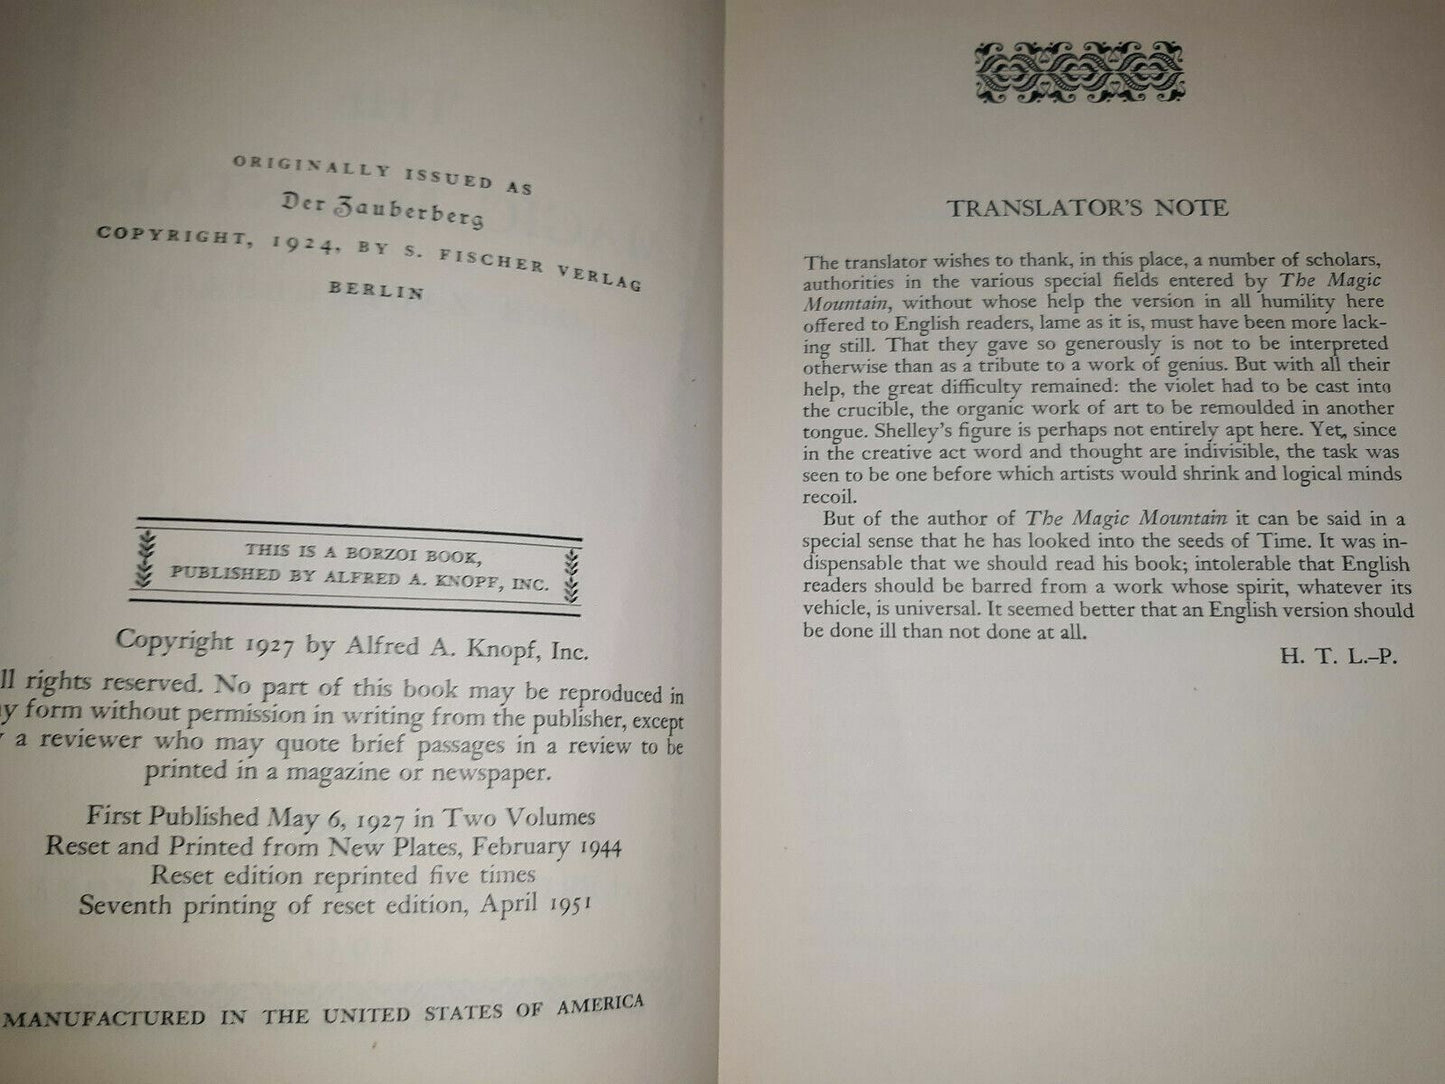 ORIGINALLY ISSUED AS
Der Zauberberg
COPYRIGHT, 1924, BY S. FISCHER VERLAG
BERLIN
THIS IS A BORZOI BOOK,
PUBLISHED BY ALFRED A. KNOPF, INC.
Copyright 1927 by Alfred A. Knopf, Inc.
ll rights reserved. No part of this book may be reproduced in
y form without permission in writing from the publisher, except
a reviewer who may quote brief passages in a review to be
printed in a magazine or newspaper.
First Published May 6, 1927 in Two Volumes
Reset and Printed from New Plates, February 1944
Reset edition reprinted five times
Seventh printing of reset edition, April 1951
MANUFACTURED IN THE UNITED STATES OF AMERICA
TRANSLATOR'S NOTE
The translator wishes to thank, in this place, a number of scholars,
authorities in the various special fields entered by The Magic
Mountain, without whose help the version in all humility here
offered to English readers, lame as it is, must have been more lack-
ing still. That they gave so generously is not to be interpreted
otherwise than as a tribute to a work of genius. But with all their
help, the great difficulty remained: the violet had to be cast into
the crucible, the organic work of art to be remoulded in another
tongue. Shelley's figure is perhaps not entirely apt here. Yet, since
in the creative act word and thought are indivisible, the task was
seen to be one before which artists would shrink and logical minds
recoil.
But of the author of The Magic Mountain it can be said in a
special sense that he has looked into the seeds of Time. It was in-
dispensable that we should read his book; intolerable that English
readers should be barred from a work whose spirit, whatever its
vehicle, is universal. It seemed better that an English version should
be done ill than not done at all.
H. T. L.-P.